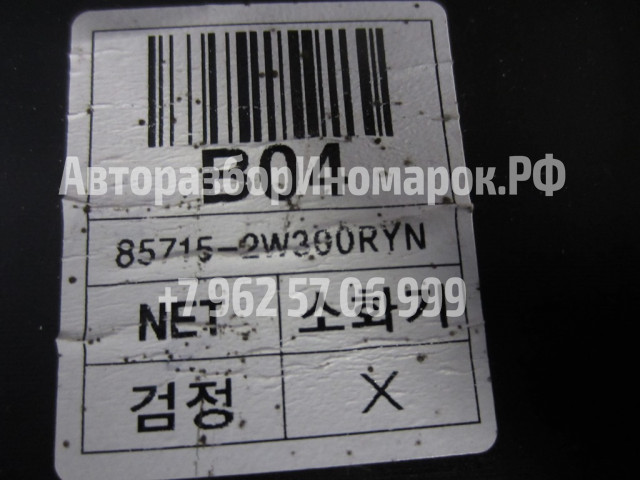 B04
АвторазборИномарок.РФ
85715-2W300RYN
+7 962 57 06 999
NET 소화기
검정 X